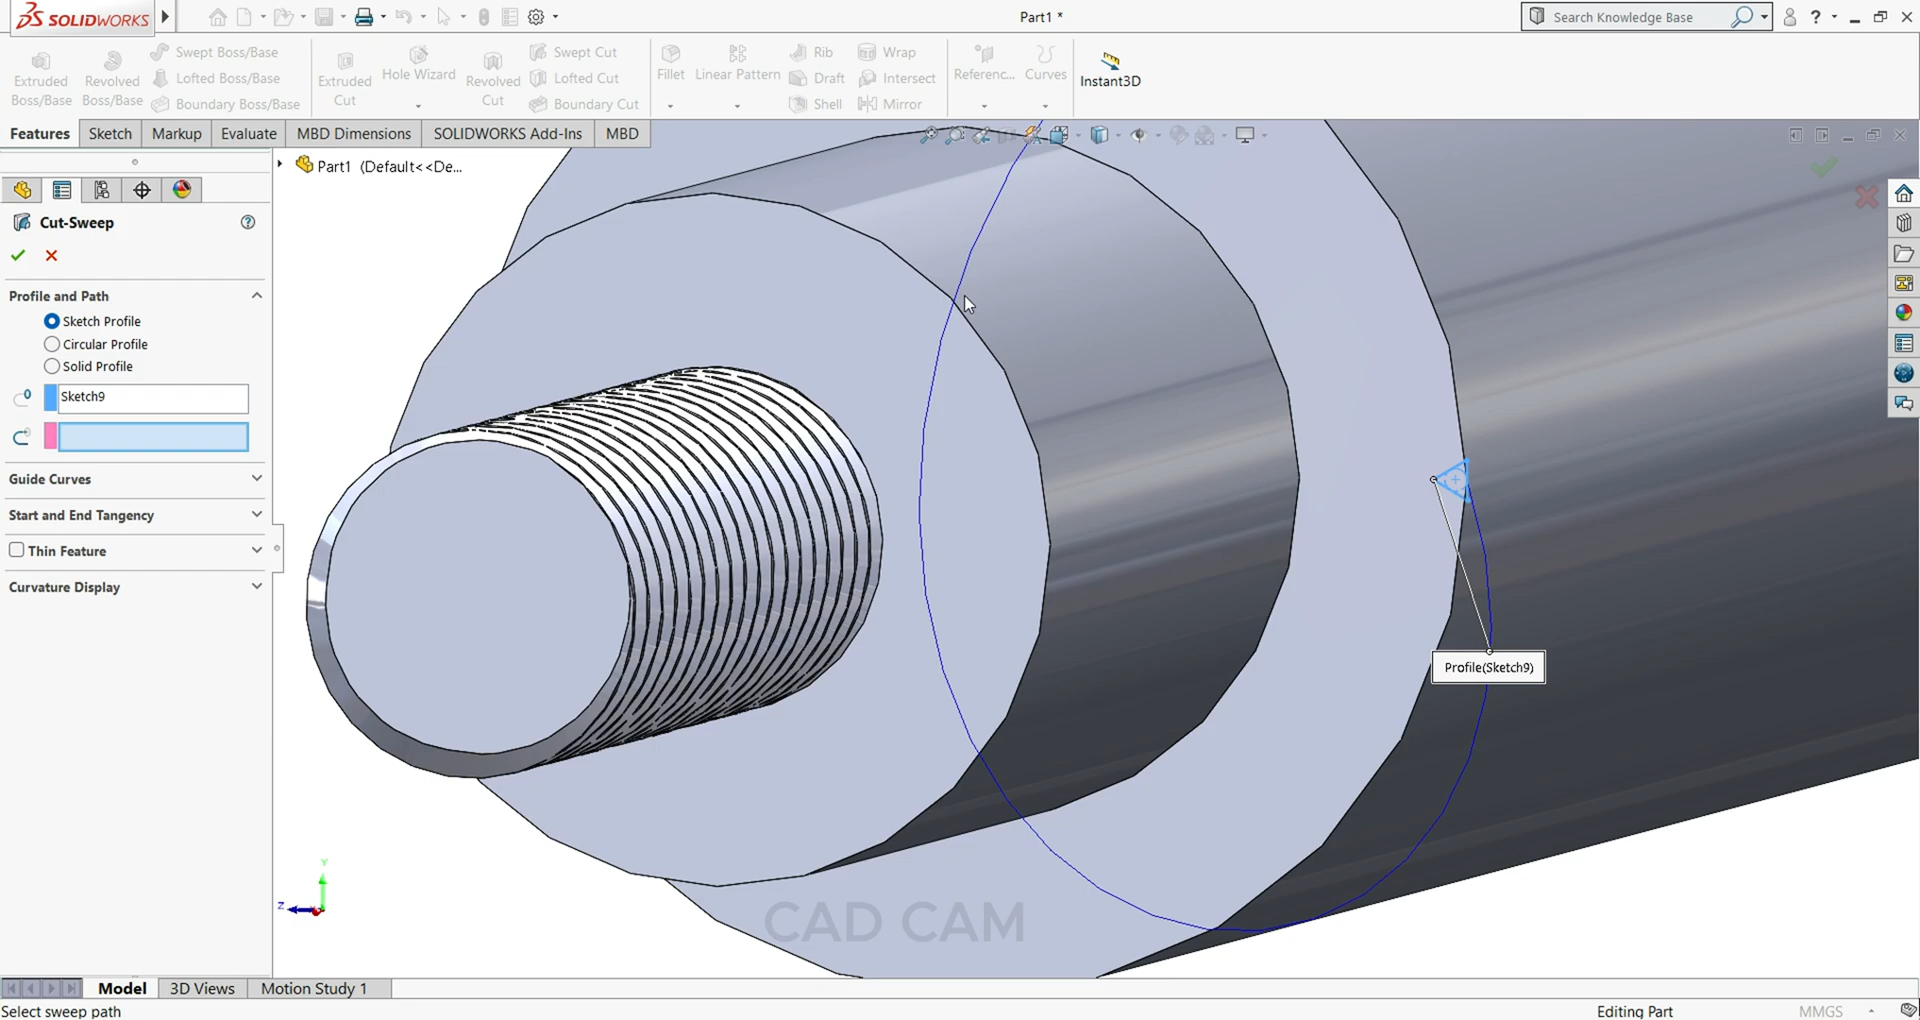 SOLIDWORKS
Part1 *
Search Knowledge Base
?
Extruded Boss/Base
Revolved Boss/Base
Swept Boss/Base
Lofted Boss/Base
Boundary Boss/Base
Extruded Cut
Hole Wizard
Revolved Cut
Swept Cut
Lofted Cut
Boundary Cut
Fillet
Linear Pattern
Rib
Draft
Shell
Wrap
Intersect
Mirror
Referenc...
Curves
Instant3D
Features
Sketch
Markup
Evaluate
MBD Dimensions
SOLIDWORKS Add-Ins
MBD
Part1 (Default<<De...
Cut-Sweep
?
Profile and Path
Sketch Profile
Circular Profile
Solid Profile
Sketch9
Guide Curves
Start and End Tangency
Thin Feature
Curvature Display
Profile(Sketch9)
Y
Z
CAD CAM
Model
3D Views
Motion Study 1
Select sweep path
Editing Part
MMGS